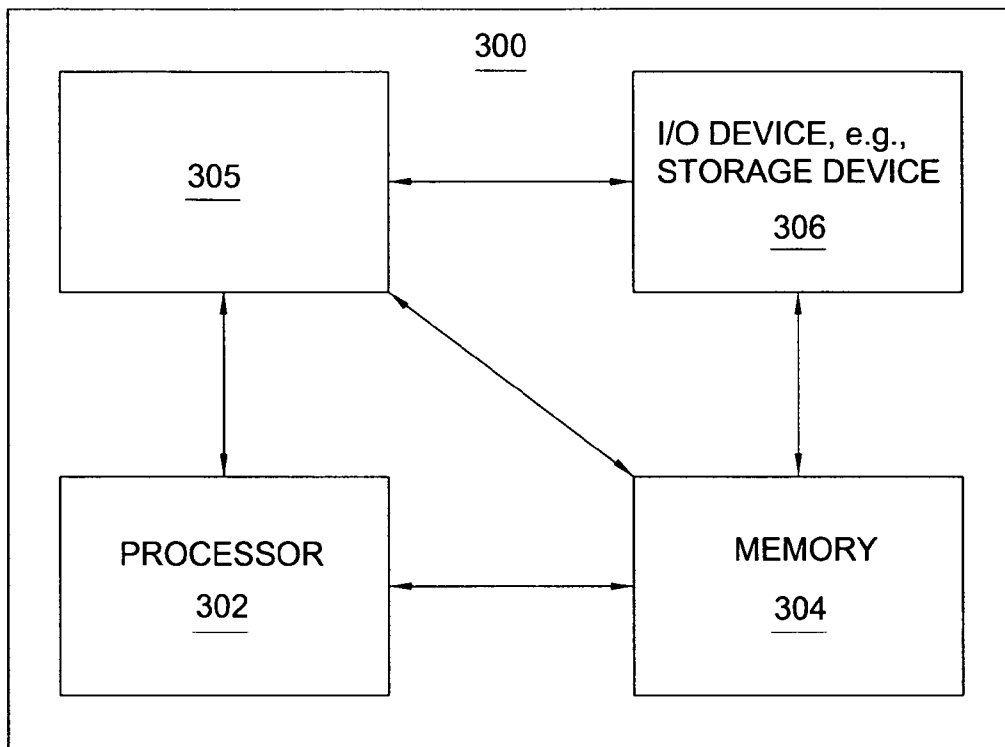 300
305
I/O DEVICE, e.g.,
STORAGE DEVICE
306
PROCESSOR
302
MEMORY
304